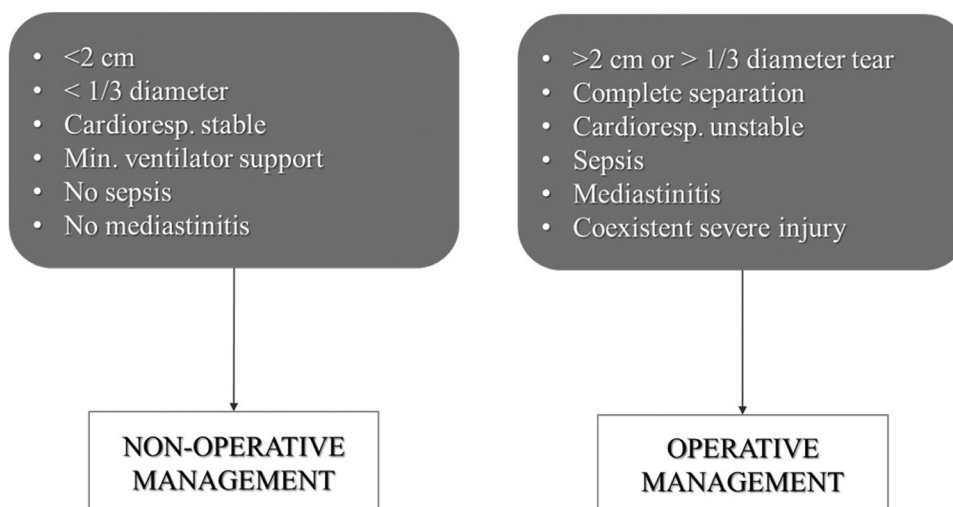 • <2 cm
• < 1/3 diameter
• Cardioresp. stable
• Min. ventilator support
• No sepsis
• No mediastinitis
• >2 cm or > 1/3 diameter tear
• Complete separation
• Cardioresp. unstable
• Sepsis
• Mediastinitis
• Coexistent severe injury
NON-OPERATIVE
MANAGEMENT
OPERATIVE
MANAGEMENT